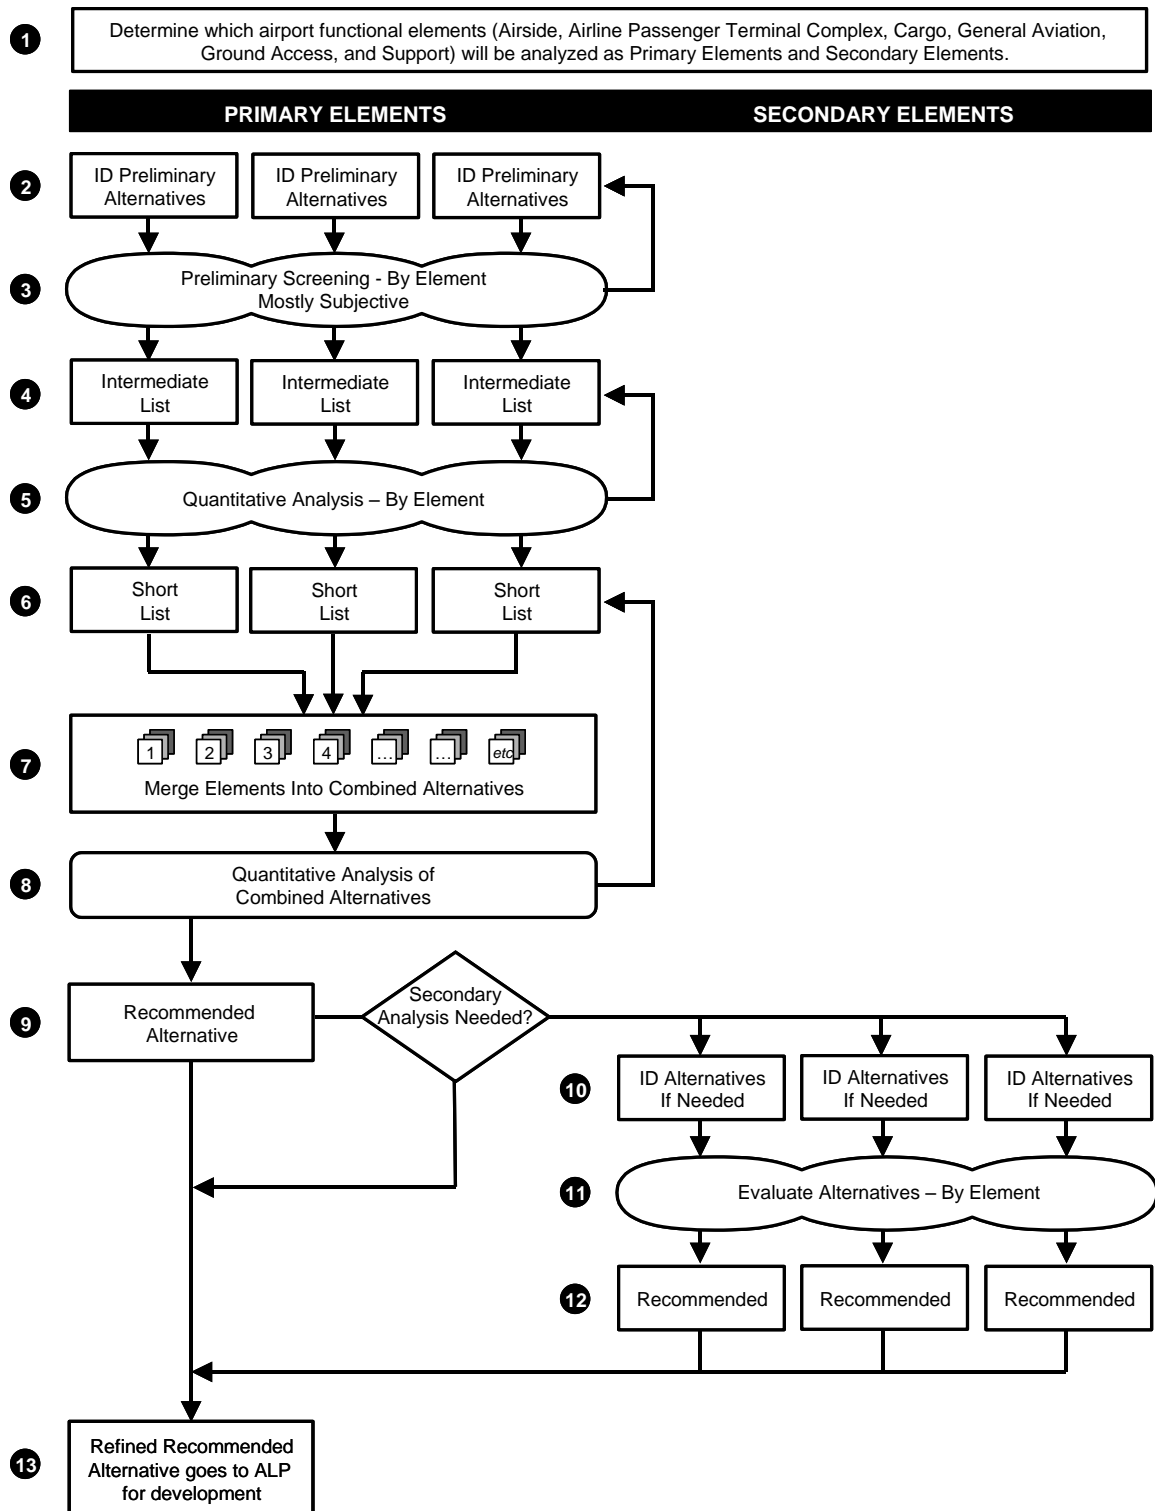 1
Determine which airport functional elements (Airside, Airline Passenger Terminal Complex, Cargo, General Aviation,
Ground Access, and Support) will be analyzed as Primary Elements and Secondary Elements.
PRIMARY ELEMENTS
SECONDARY ELEMENTS
2
ID Preliminary
Alternatives
ID Preliminary
Alternatives
ID Preliminary
Alternatives
3
Preliminary Screening - By Element
Mostly Subjective
4
Intermediate
List
Intermediate
List
Intermediate
List
5
Quantitative Analysis – By Element
6
Short
List
Short
List
Short
List
7
1 2 3 4 … … etc
Merge Elements Into Combined Alternatives
8
Quantitative Analysis of
Combined Alternatives
9
Recommended
Alternative
Secondary
Analysis Needed?
10
ID Alternatives
If Needed
ID Alternatives
If Needed
ID Alternatives
If Needed
11
Evaluate Alternatives – By Element
12
Recommended
Recommended
Recommended
13
Refined Recommended
Alternative goes to ALP
for development